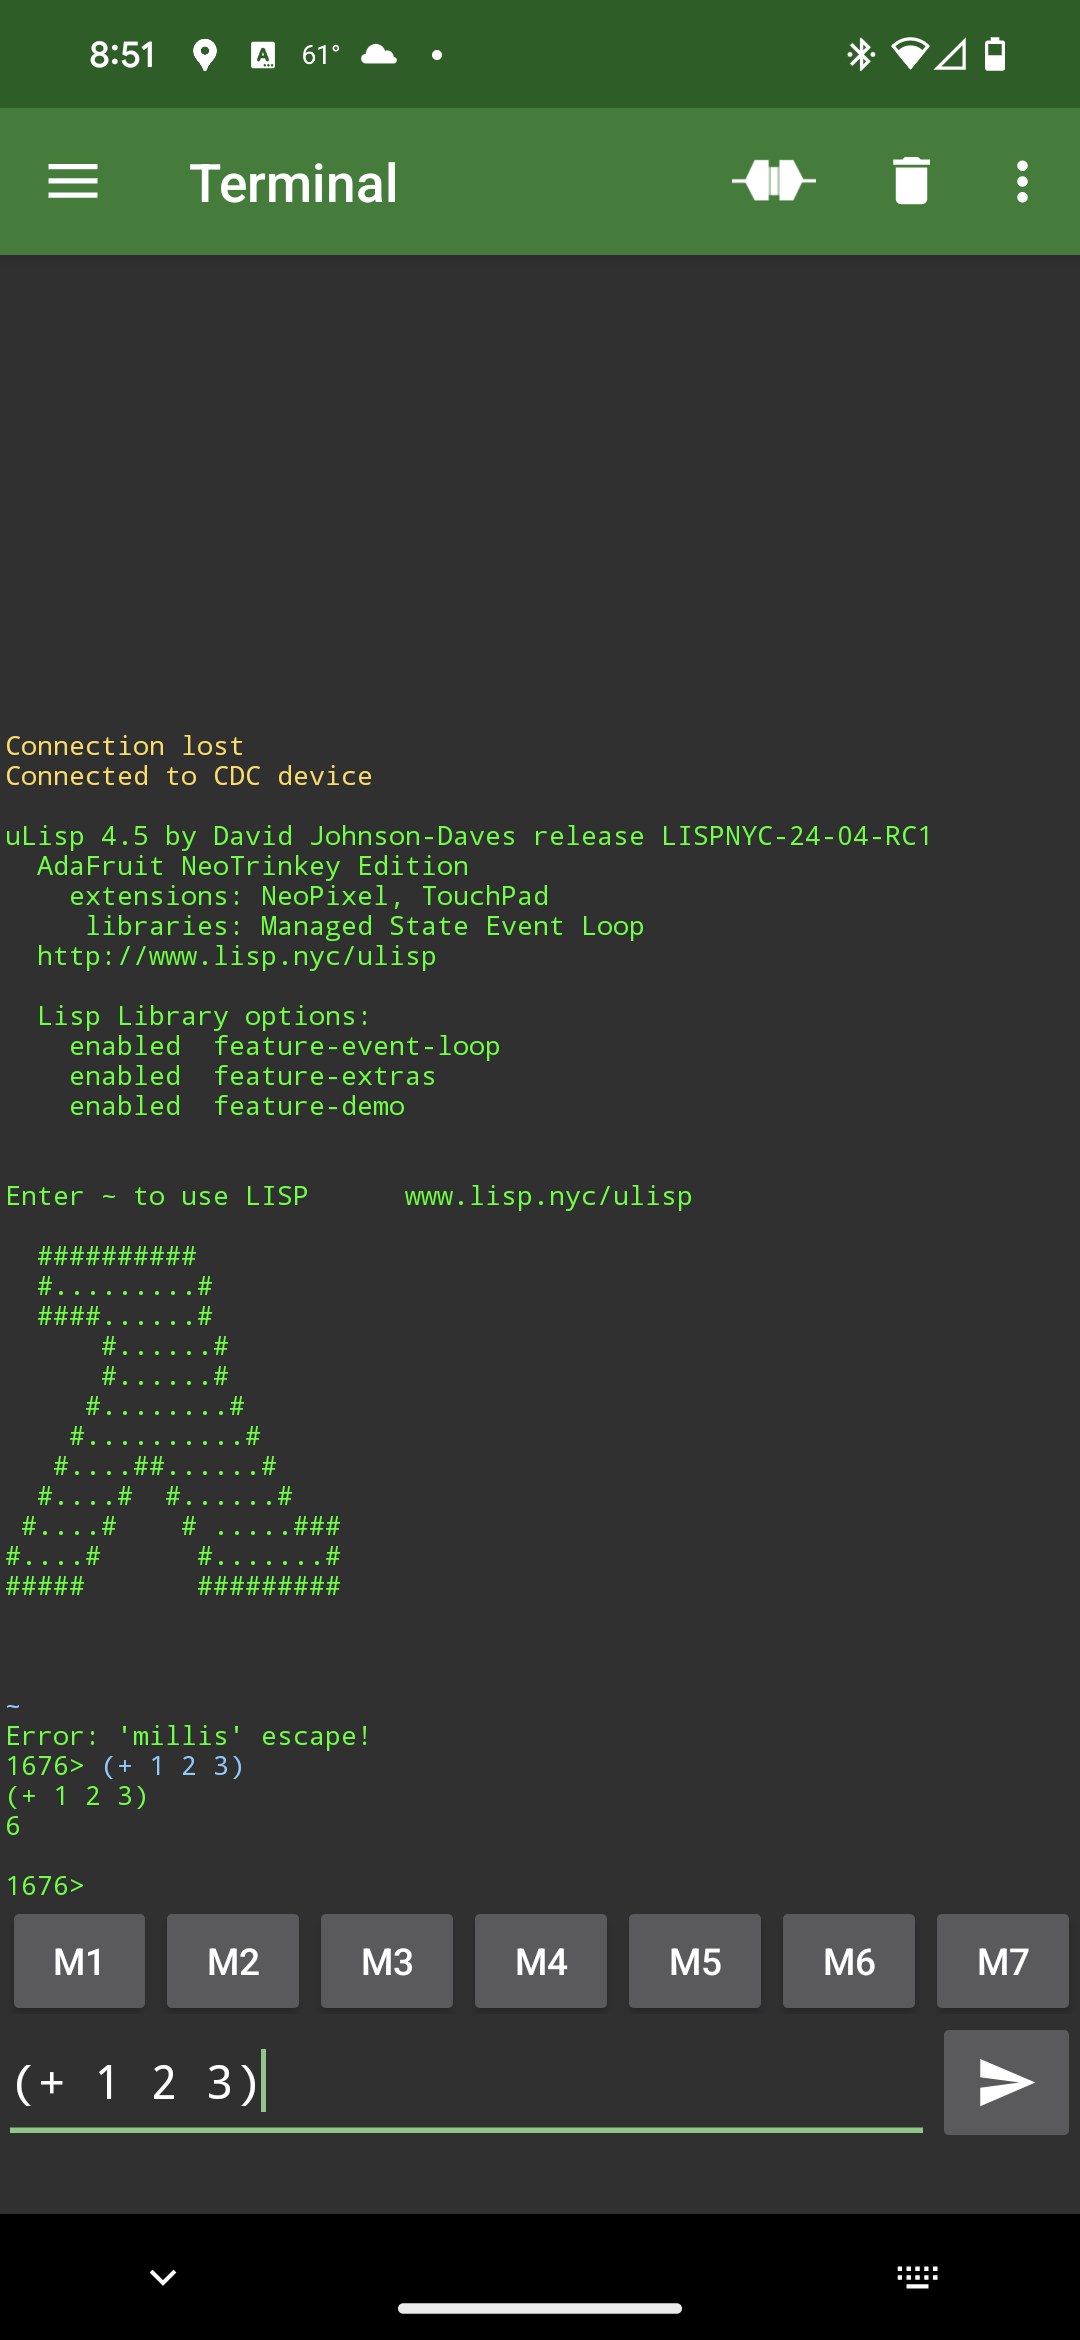 8:51 A 61°
Terminal
Connection lost
Connected to CDC device
uLisp 4.5 by David Johnson-Daves release LISPNYC-24-04-RC1
  AdaFruit NeoTrinkey Edition
    extensions: NeoPixel, TouchPad
     libraries: Managed State Event Loop
  http://www.lisp.nyc/ulisp
  Lisp Library options:
    enabled  feature-event-loop
    enabled  feature-extras
    enabled  feature-demo
Enter ~ to use LISP      www.lisp.nyc/ulisp
  ##########
  #.........#
  ####......#
      #......#
      #......#
     #........#
    #..........#
   #....##......#
  #....#  #......#
 #....#    # .....###
#....#      #.......#
#####       #########
~
Error: 'millis' escape!
1676> (+ 1 2 3)
(+ 1 2 3)
6
1676>
M1 M2 M3 M4 M5 M6 M7
(+ 1 2 3)